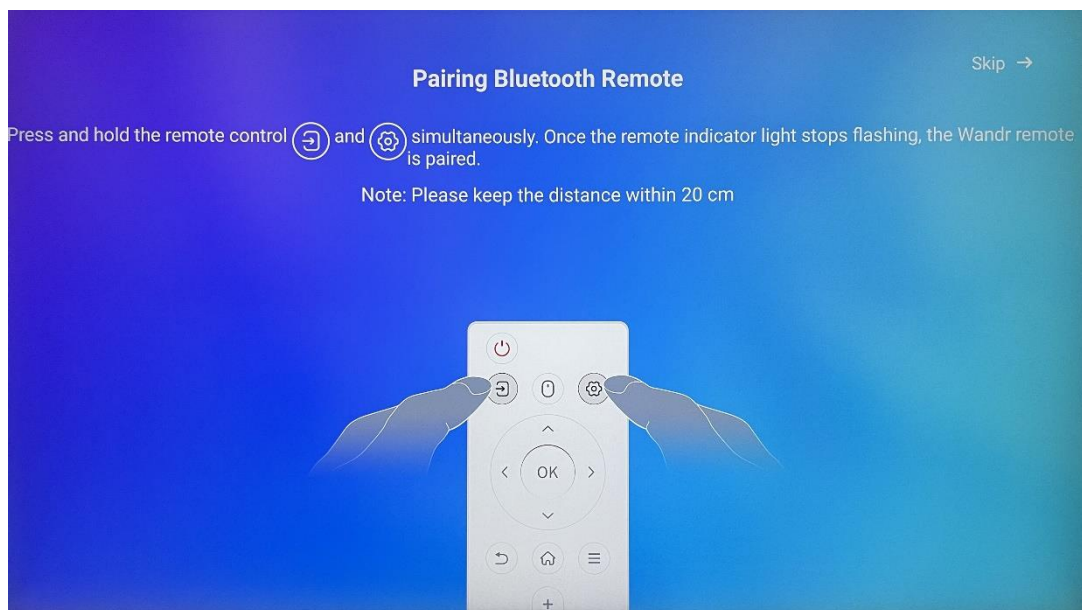 Skip →
Pairing Bluetooth Remote
Press and hold the remote control and simultaneously. Once the remote indicator light stops flashing, the Wandr remote
is paired.
Note: Please keep the distance within 20 cm
OK
+